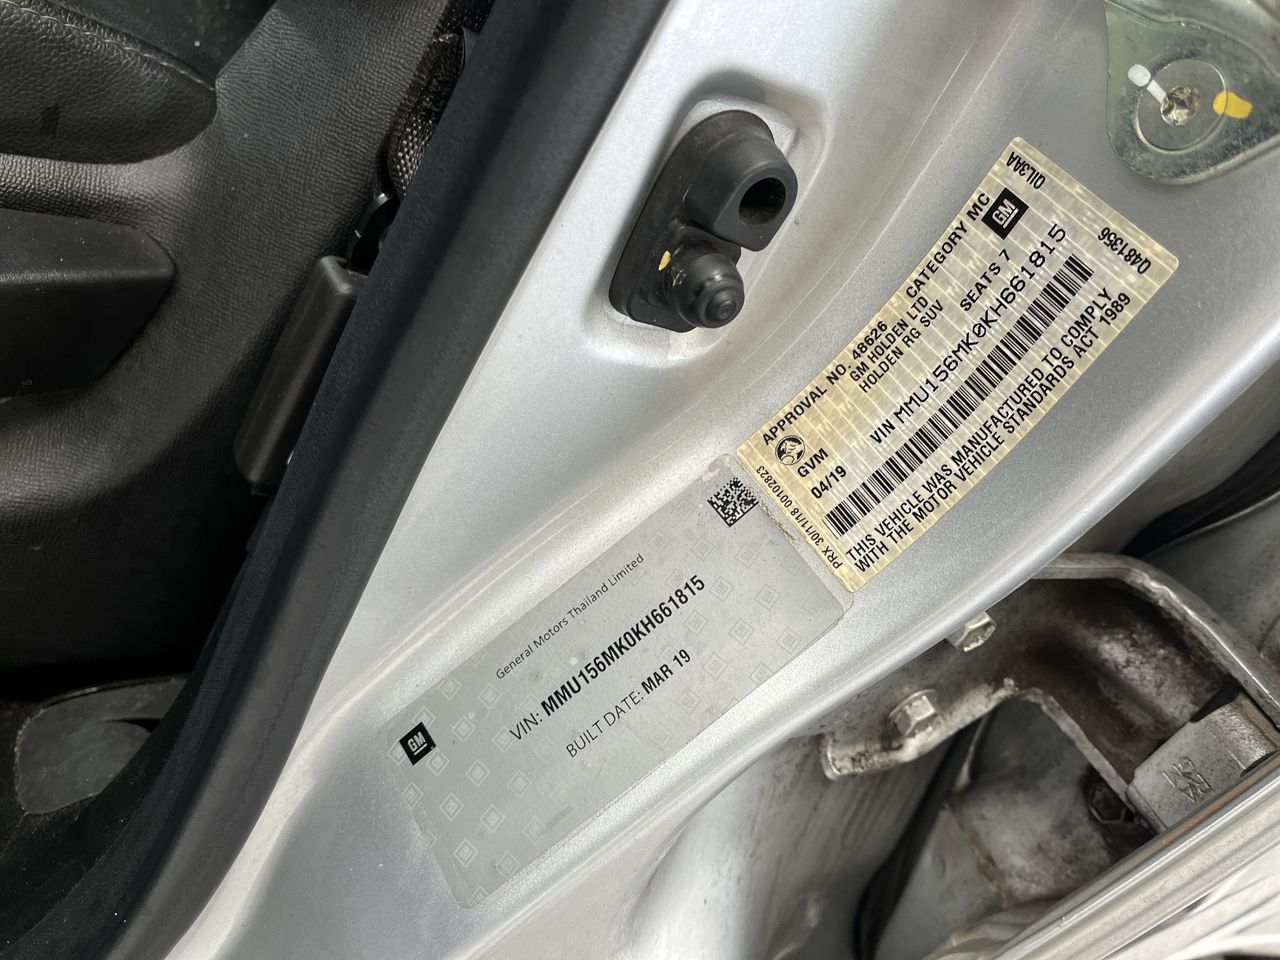 QIL3AA
0481356
APPROVAL NO. 48626 CATEGORY MC
GM HOLDEN LTD
HOLDEN RG SUV SEATS 7
GM
GVM
04/19
VIN MMU156MK0KH661815
THIS VEHICLE WAS MANUFACTURED TO COMPLY
WITH THE MOTOR VEHICLE STANDARDS ACT 1989
PRX 30/11/18 00102823
General Motors Thailand Limited
VIN: MMU156MK0KH661815
BUILT DATE: MAR 19
GM